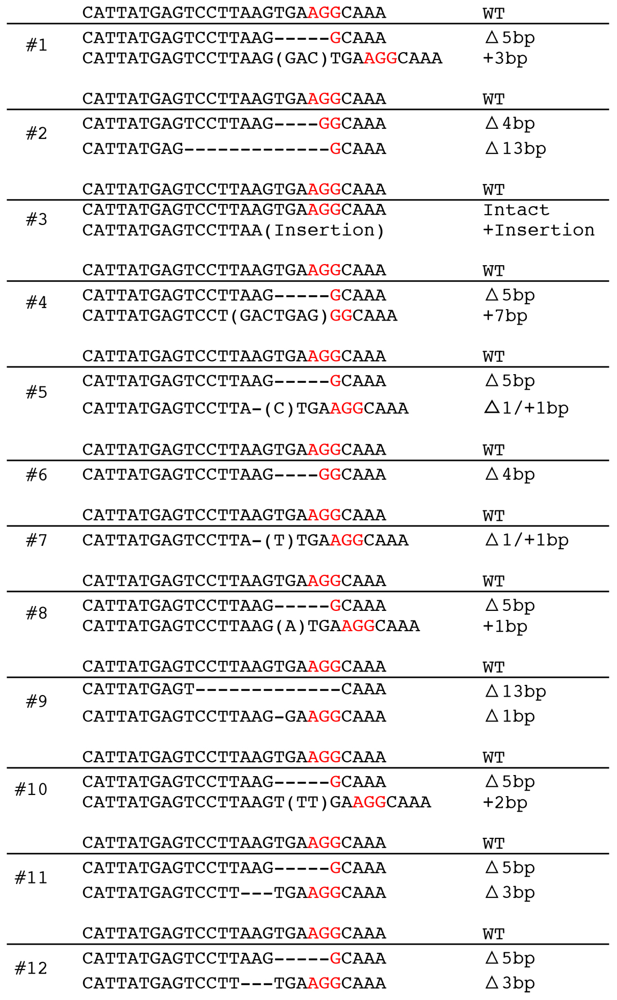 CATTATGAGTCCTTAAGTGAAGGCAAA WT
#1
CATTATGAGTCCTTAAG-----GCAAA △5bp
CATTATGAGTCCTTAAG(GAC)TGAAGGCAAA +3bp
CATTATGAGTCCTTAAGTGAAGGCAAA WT
#2
CATTATGAGTCCTTAAG----GGCAAA △4bp
CATTATGAG-------------GCAAA △13bp
CATTATGAGTCCTTAAGTGAAGGCAAA WT
#3
CATTATGAGTCCTTAAGTGAAGGCAAA Intact
CATTATGAGTCCTTAA(Insertion) +Insertion
CATTATGAGTCCTTAAGTGAAGGCAAA WT
#4
CATTATGAGTCCTTAAG-----GCAAA △5bp
CATTATGAGTCCT(GACTGAG)GGCAAA +7bp
CATTATGAGTCCTTAAGTGAAGGCAAA WT
#5
CATTATGAGTCCTTAAG-----GCAAA △5bp
CATTATGAGTCCTTA-(C)TGAAGGCAAA △1/+1bp
CATTATGAGTCCTTAAGTGAAGGCAAA WT
#6 CATTATGAGTCCTTAAG----GGCAAA △4bp
CATTATGAGTCCTTAAGTGAAGGCAAA WT
#7 CATTATGAGTCCTTA-(T)TGAAGGCAAA △1/+1bp
CATTATGAGTCCTTAAGTGAAGGCAAA WT
#8
CATTATGAGTCCTTAAG-----GCAAA △5bp
CATTATGAGTCCTTAAG(A)TGAAGGCAAA +1bp
CATTATGAGTCCTTAAGTGAAGGCAAA WT
#9
CATTATGAGT-------------CAAA △13bp
CATTATGAGTCCTTAAG-GAAGGCAAA △1bp
CATTATGAGTCCTTAAGTGAAGGCAAA WT
#10
CATTATGAGTCCTTAAG-----GCAAA △5bp
CATTATGAGTCCTTAAGT(TT)GAAGGCAAA +2bp
CATTATGAGTCCTTAAGTGAAGGCAAA WT
#11
CATTATGAGTCCTTAAG-----GCAAA △5bp
CATTATGAGTCCTT---TGAAGGCAAA △3bp
CATTATGAGTCCTTAAGTGAAGGCAAA WT
#12
CATTATGAGTCCTTAAG-----GCAAA △5bp
CATTATGAGTCCTT---TGAAGGCAAA △3bp